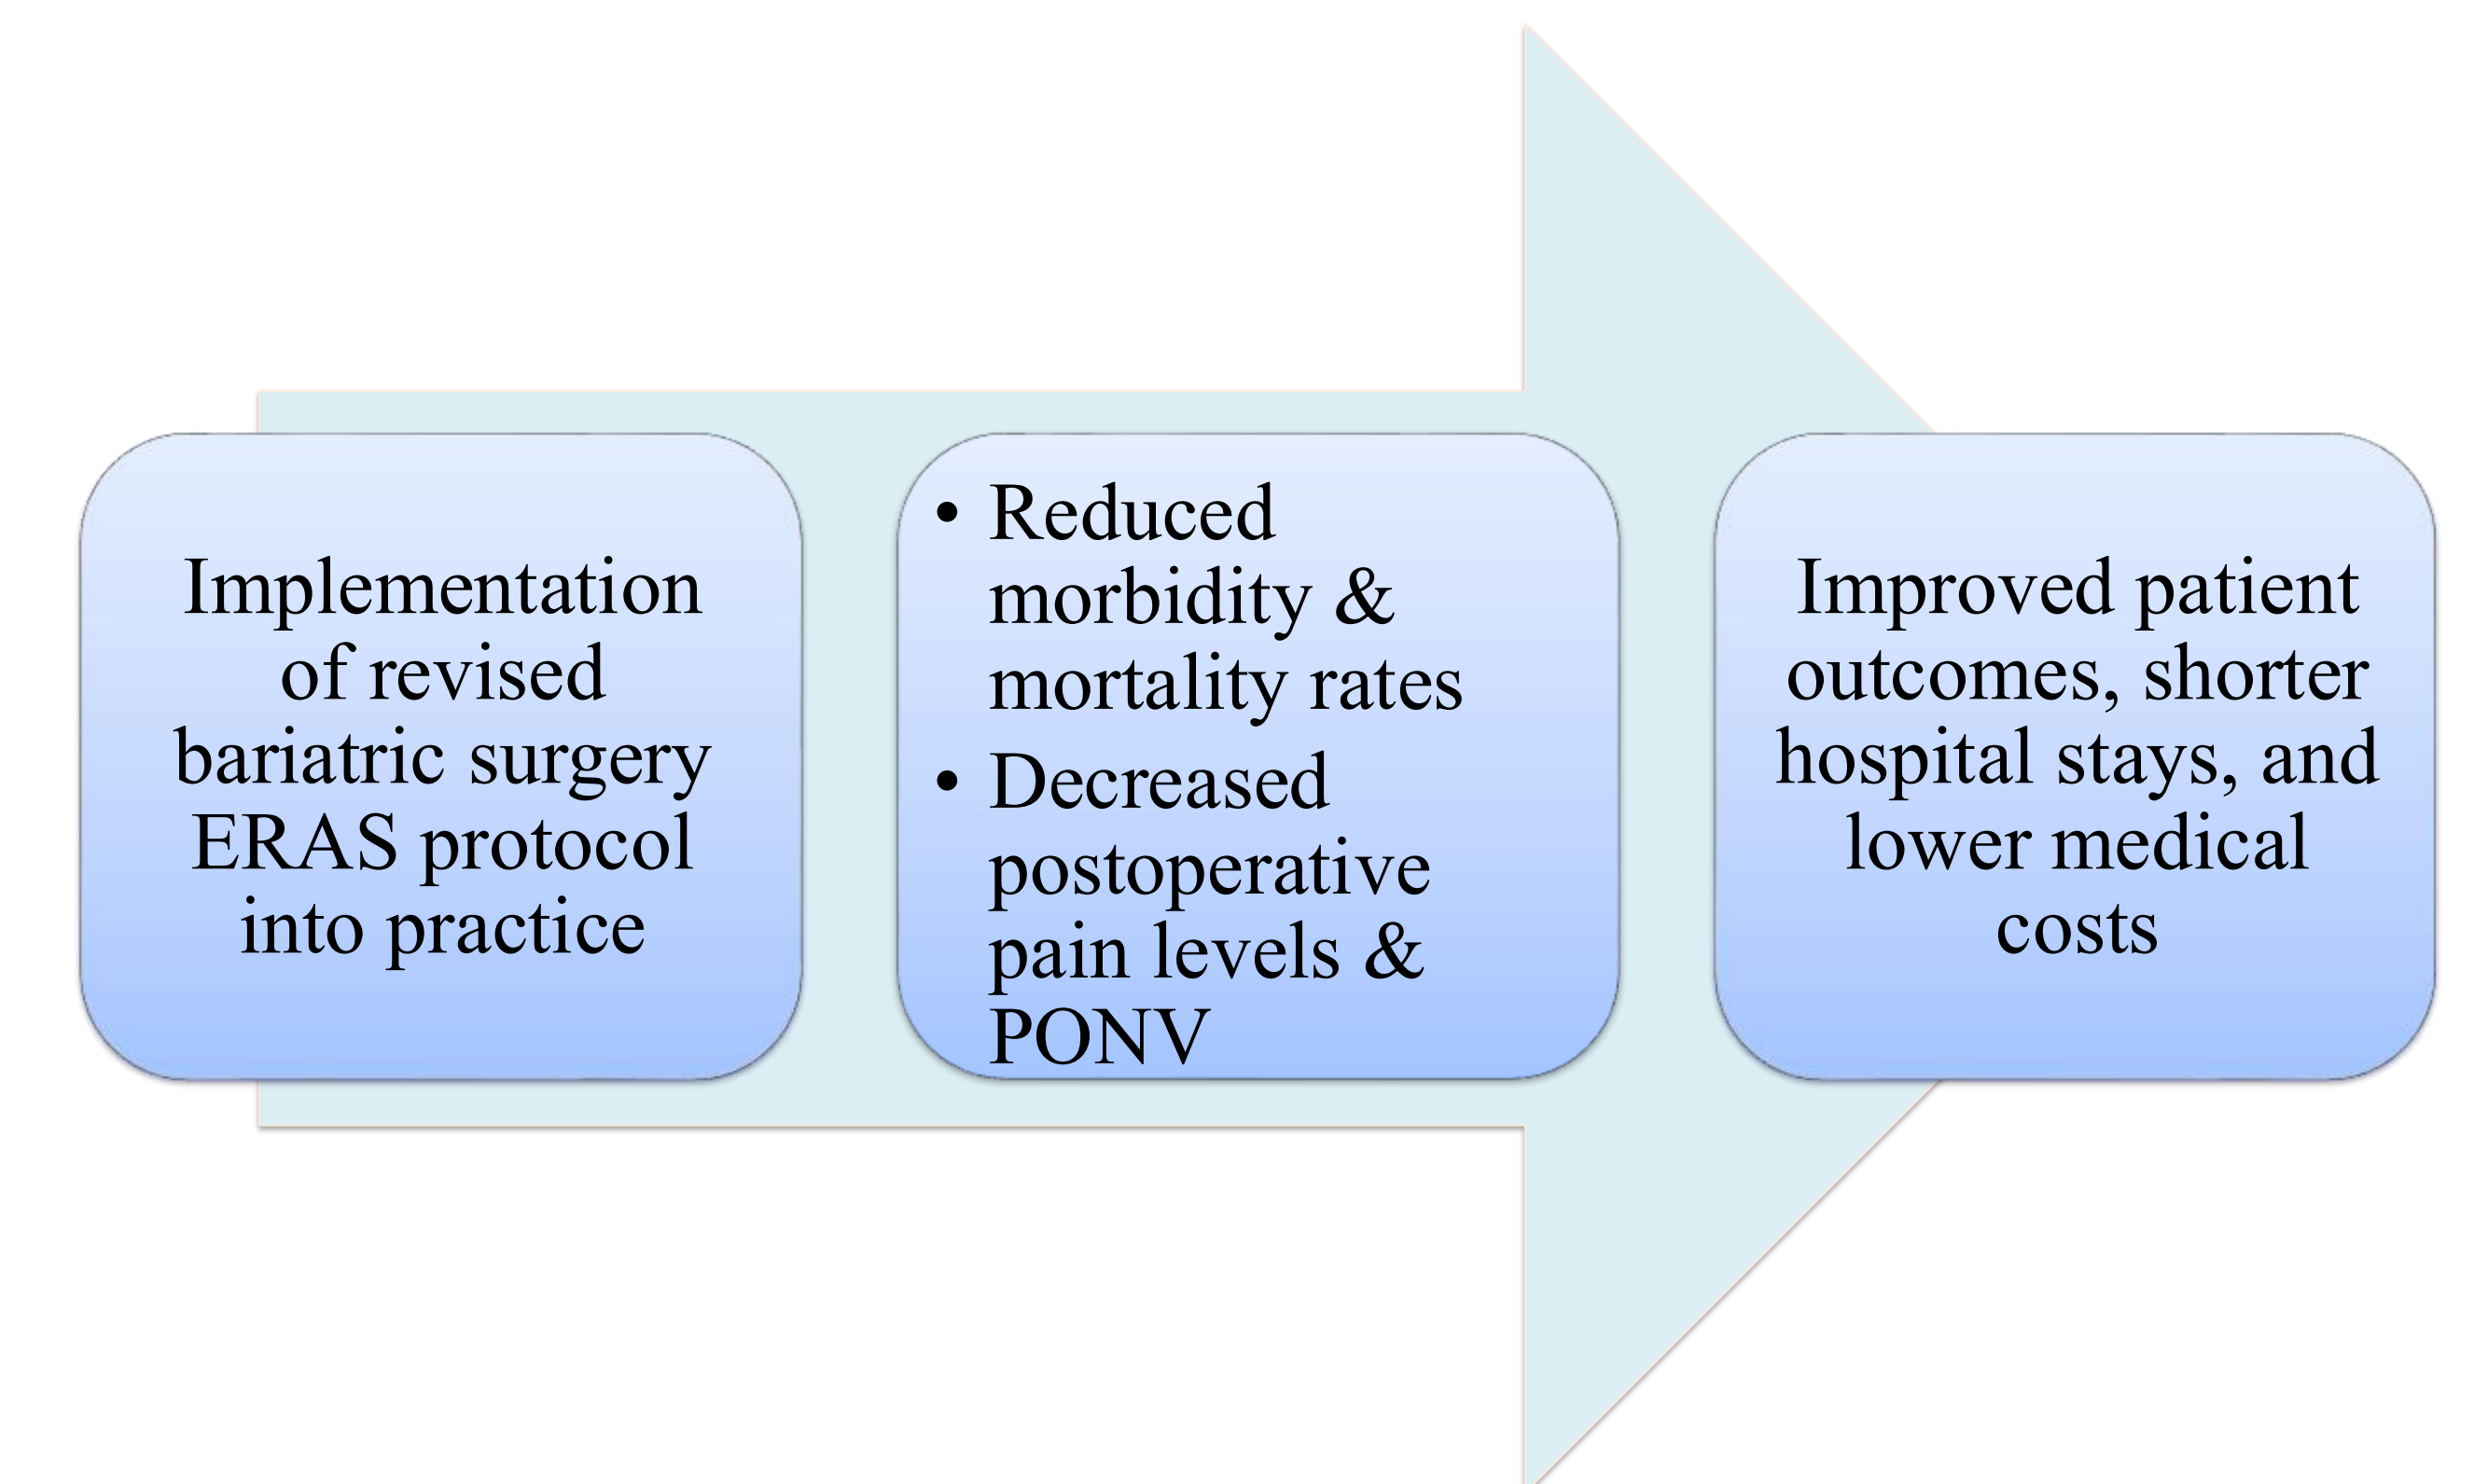 Implementation
of revised
bariatric surgery
ERAS protocol
into practice
• Reduced
morbidity &
mortality rates
• Decreased
postoperative
pain levels &
PONV
Improved patient
outcomes, shorter
hospital stays, and
lower medical
costs